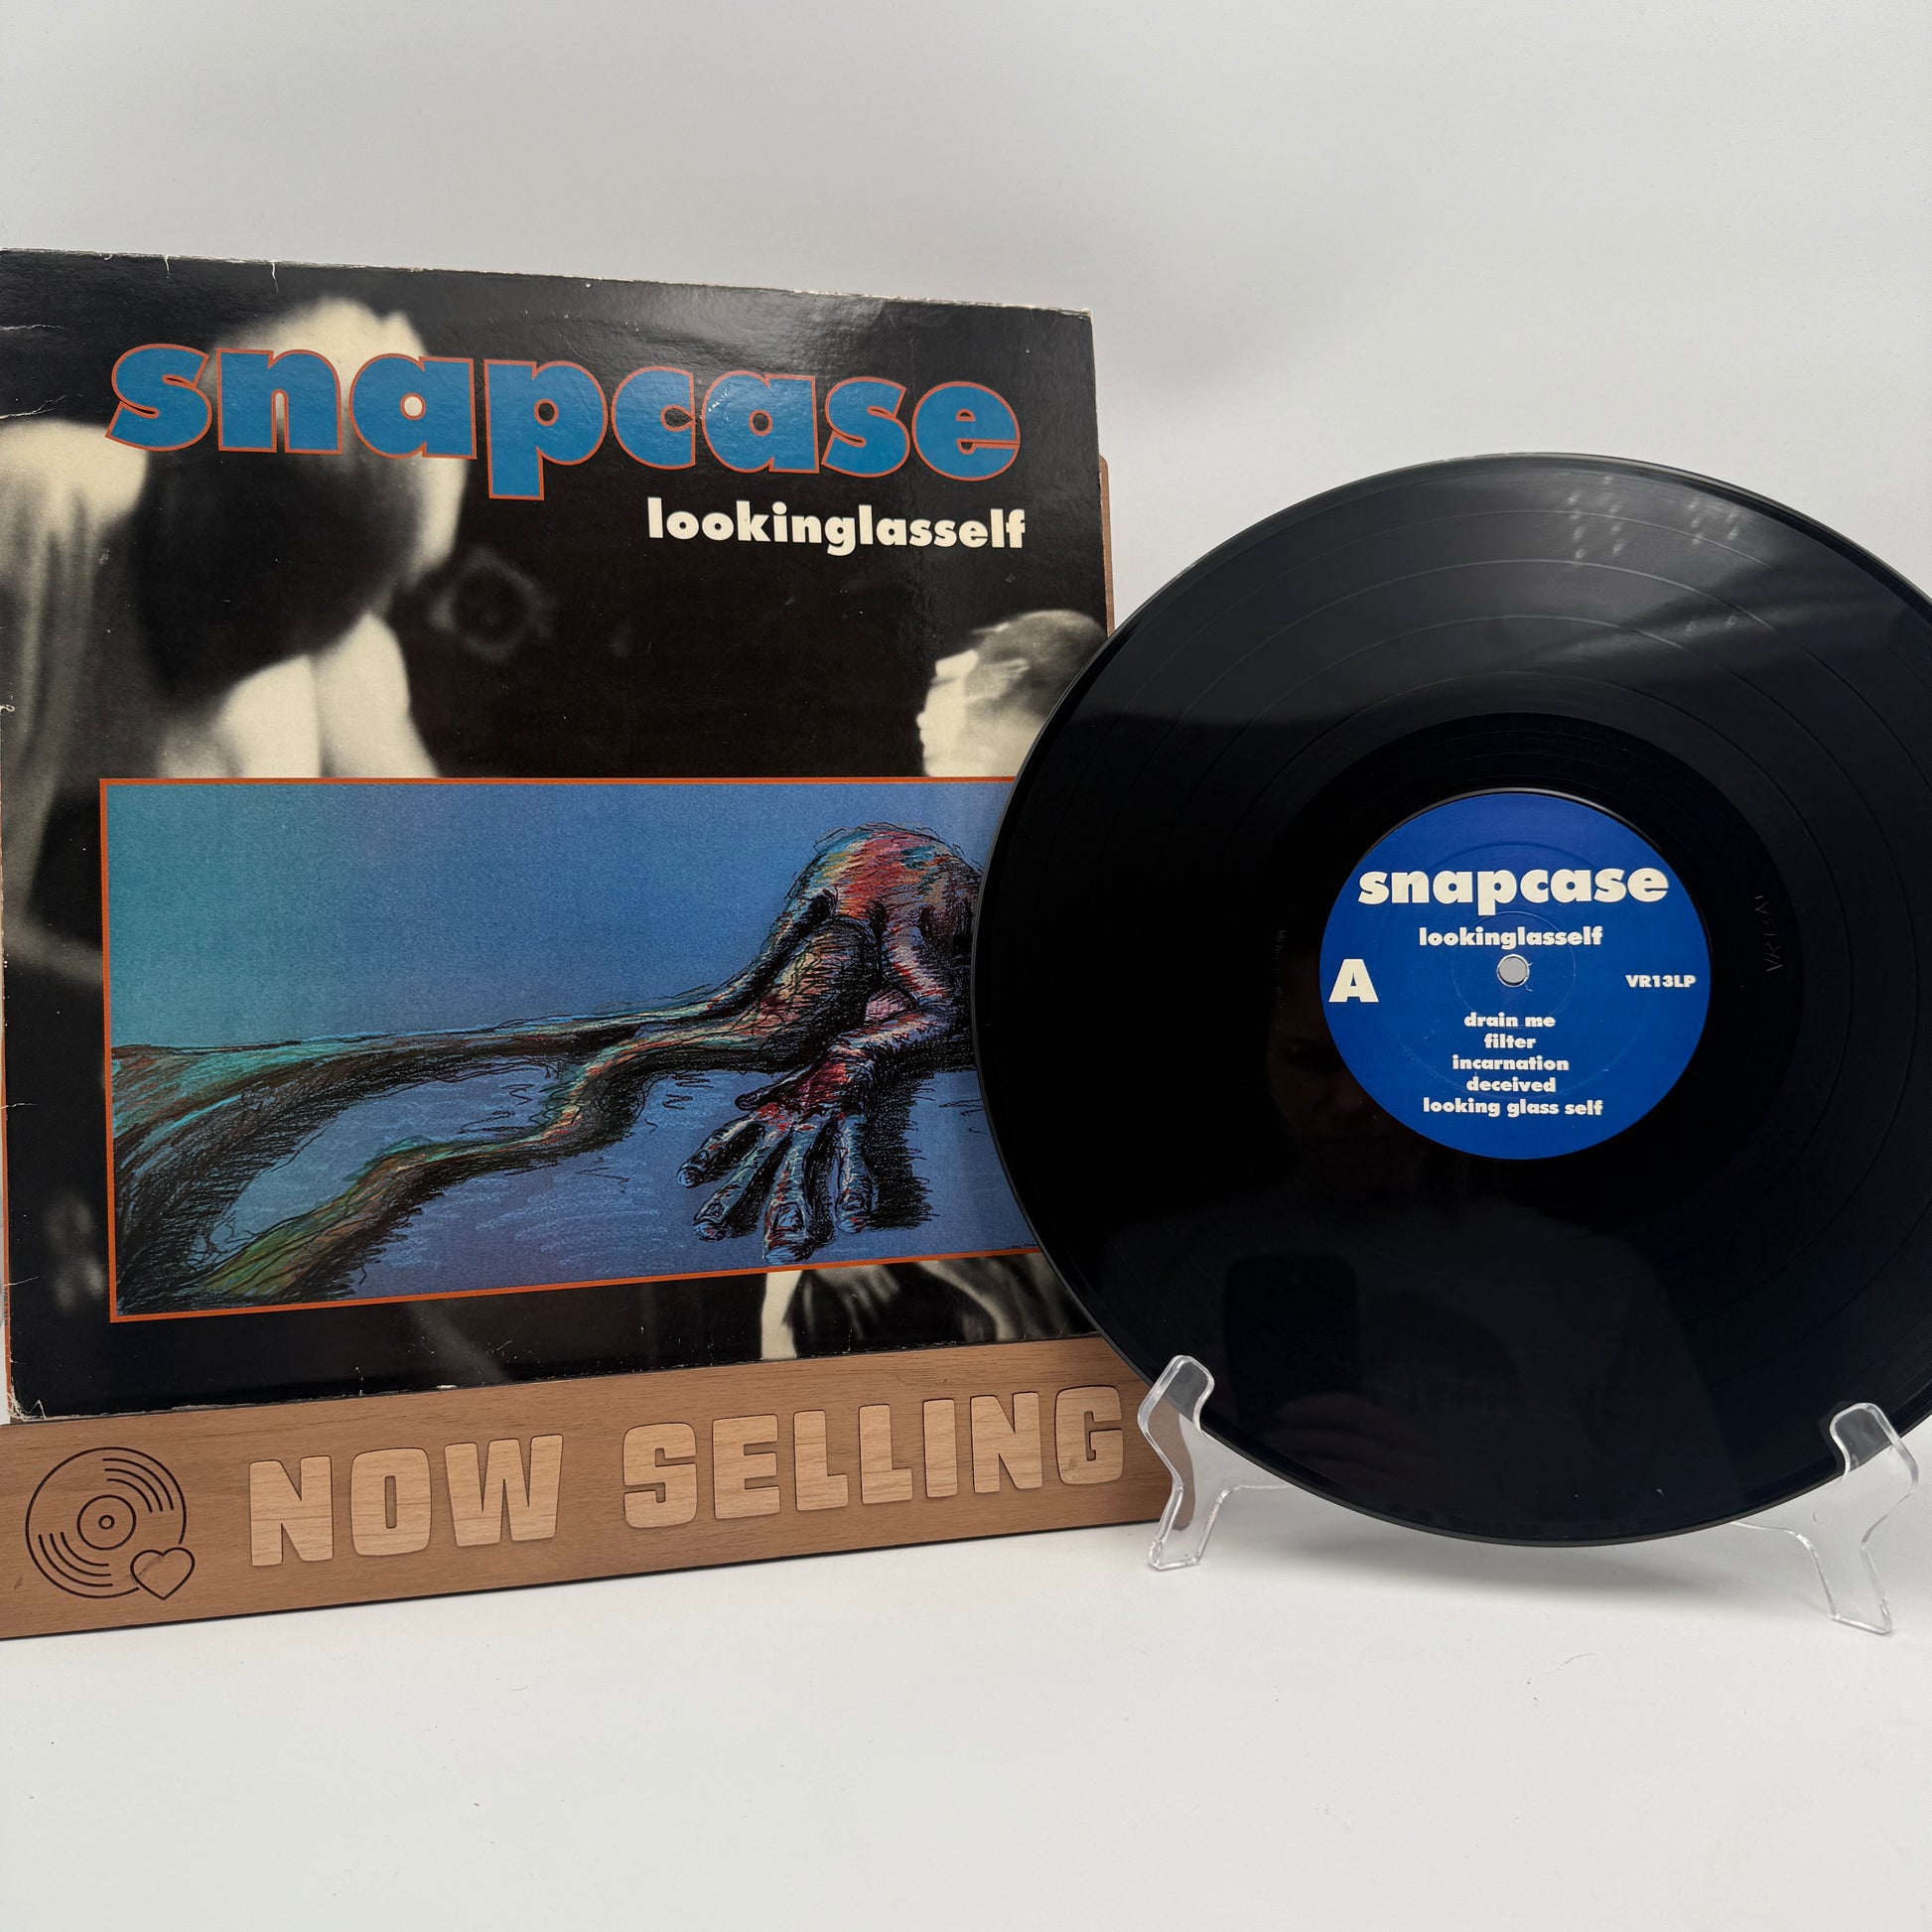 snapcase
lookinglasself
NOW SELLING
snapcase
lookinglasself
A
VR13LP
drain me
filter
incarnation
deceived
looking glass self